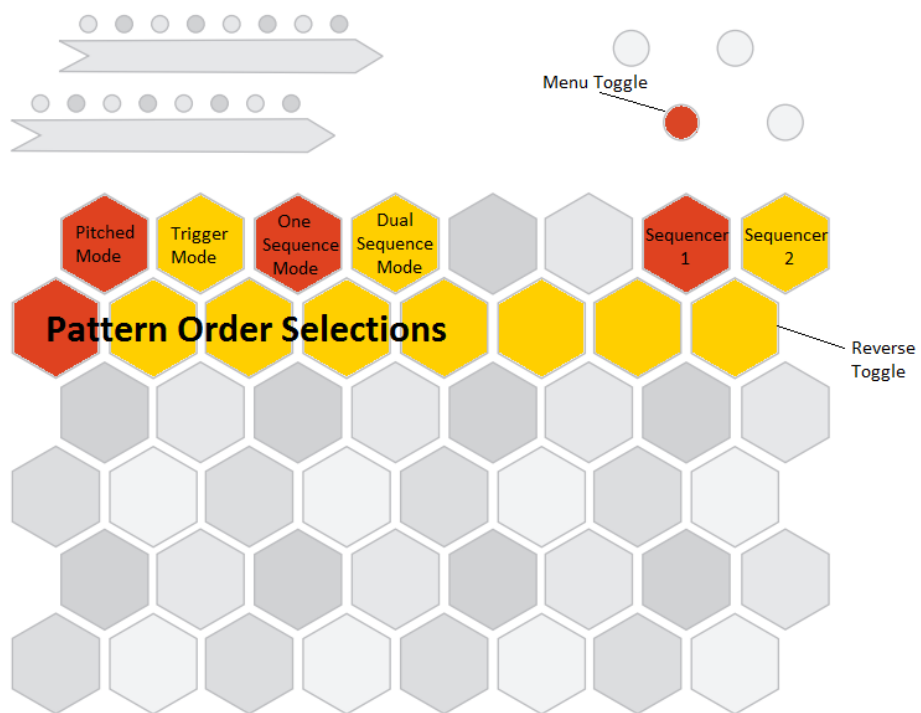 Menu Toggle
Pitched
Mode
Trigger
Mode
One
Sequence
Mode
Dual
Sequence
Mode
Sequencer
1
Sequencer
2
Pattern Order Selections
Reverse
Toggle